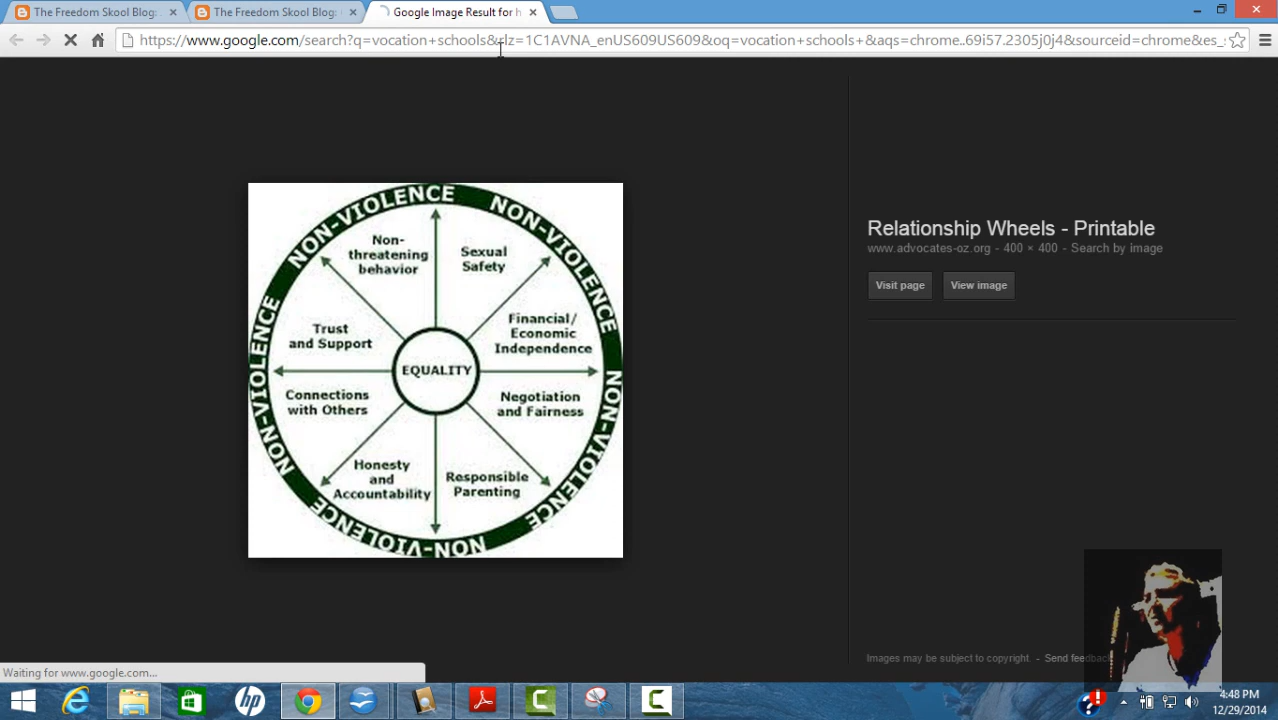 The Freedom Skool Blog:
The Freedom Skool Blog:
Google Image Result for h
https://www.google.com/search?q=vocation+schools&rlz=1C1AVNA_enUS609US609&oq=vocation+schools+&aqs=chrome..69i57.2305j0j4&sourceid=chrome&es_
NON-VIOLENCE
NON-VIOLENCE
NON-VIOLENCE
NON-VIOLENCE
NON-VIOLENCE
Non-
threatening
behavior
Sexual
Safety
Trust
and Support
Financial/
Economic
Independence
EQUALITY
Connections
with Others
Negotiation
and Fairness
Honesty
and
Accountability
Responsible
Parenting
Relationship Wheels - Printable
www.advocates-oz.org - 400 × 400 - Search by image
Visit page
View image
Images may be subject to copyright. - Send feedback
Waiting for www.google.com...
hp
4:48 PM
12/29/2014